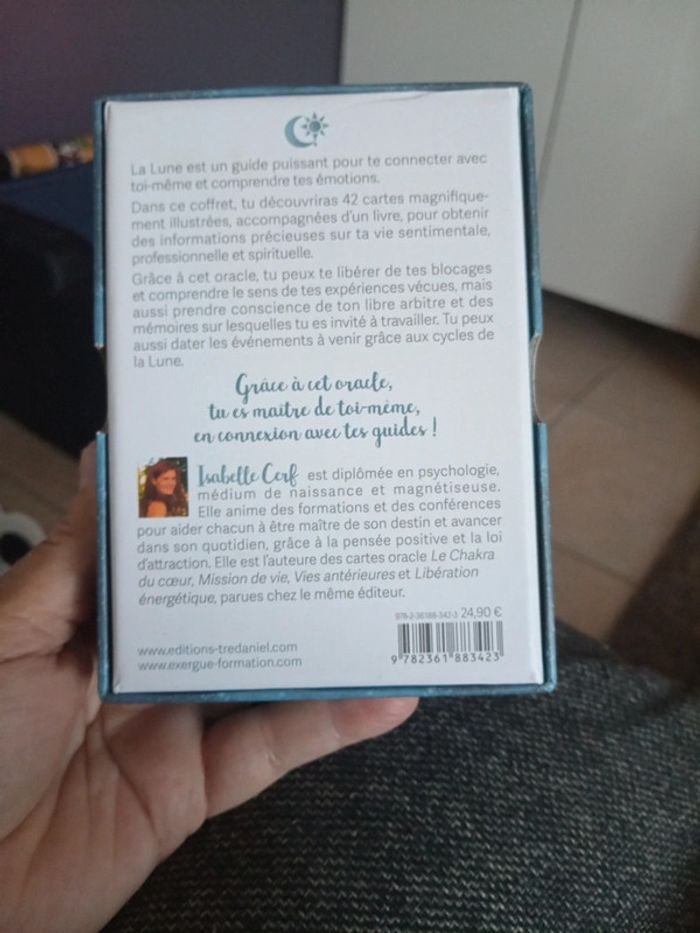 La Lune est un guide puissant pour te connecter avec
toi-même et comprendre tes émotions.
Dans ce coffret, tu découvriras 42 cartes magnifique-
ment illustrées, accompagnées d'un livre, pour obtenir
des informations précieuses sur ta vie sentimentale,
professionnelle et spirituelle.
Grâce à cet oracle, tu peux te libérer de tes blocages
et comprendre le sens de tes expériences vécues, mais
aussi prendre conscience de ton libre arbitre et des
mémoires sur lesquelles tu es invité à travailler. Tu peux
aussi dater les événements à venir grâce aux cycles de
la Lune.
Grâce à cet oracle,
tu es maître de toi-même,
en connexion avec tes guides !
Isabelle Cerf est diplômée en psychologie,
médium de naissance et magnétiseuse.
Elle anime des formations et des conférences
pour aider chacun à être maître de son destin et avancer
dans son quotidien, grâce à la pensée positive et la loi
d'attraction. Elle est l'auteure des cartes oracle Le Chakra
du cœur, Mission de vie, Vies antérieures et Libération
énergétique, parues chez le même éditeur.
978-2-36188-342-3 24,90 €
www.editions-tredaniel.com
www.exergue-formation.com
9 782361 883423